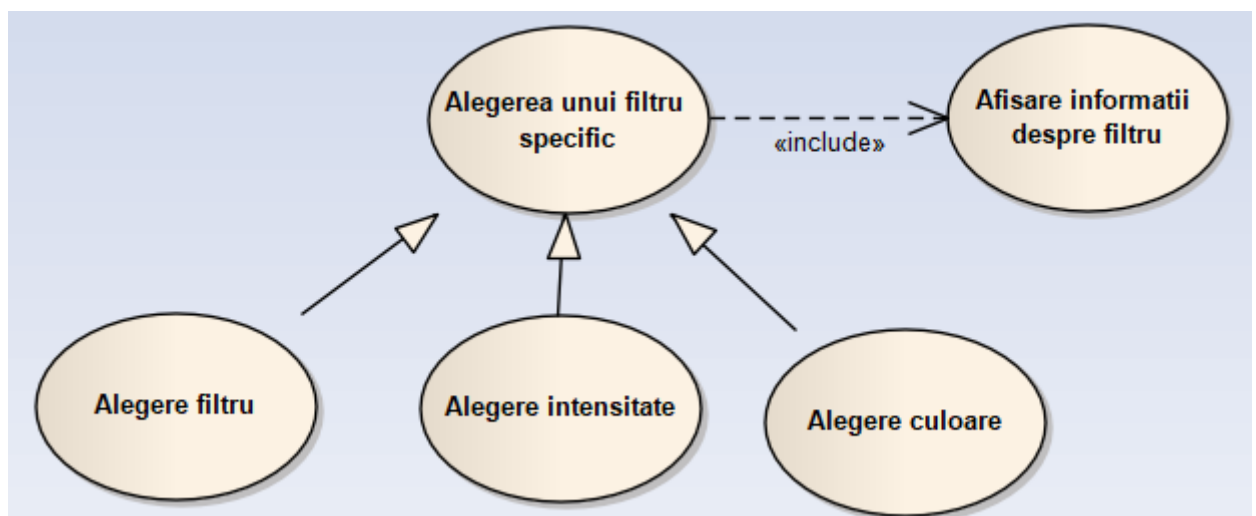 Alegerea unui filtru
specific
«include»
Afisare informatii
despre filtru
Alegere filtru
Alegere intensitate
Alegere culoare